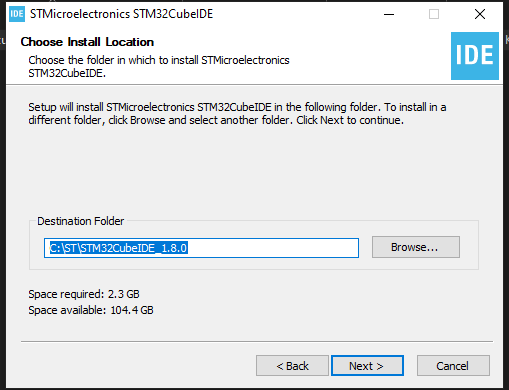 IDE STMicroelectronics STM32CubeIDE
Choose Install Location
Choose the folder in which to install STMicroelectronics
STM32CubeIDE.
IDE
Setup will install STMicroelectronics STM32CubeIDE in the following folder. To install in a
different folder, click Browse and select another folder. Click Next to continue.
Destination Folder
C:\ST\STM32CubeIDE_1.8.0
Browse...
Space required: 2.3 GB
Space available: 104.4 GB
< Back
Next >
Cancel